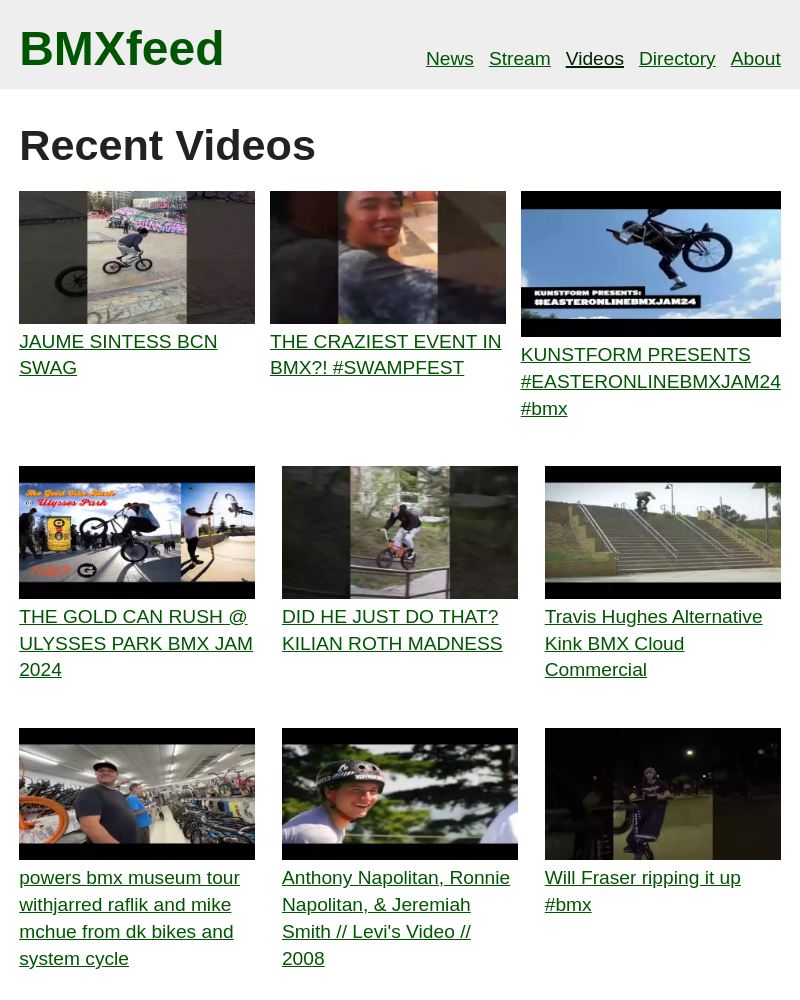 BMXfeed
News Stream Videos Directory About
Recent Videos
KUNSTFORM PRESENTS:
#EASTERONLINEBMXJAM24
JAUME SINTESS BCN
SWAG
THE CRAZIEST EVENT IN
BMX?! #SWAMPFEST
KUNSTFORM PRESENTS
#EASTERONLINEBMXJAM24
#bmx
The Gold Can Rush
@ Ulysses Park
THE GOLD CAN RUSH @
ULYSSES PARK BMX JAM
2024
DID HE JUST DO THAT?
KILIAN ROTH MADNESS
Travis Hughes Alternative
Kink BMX Cloud
Commercial
powers bmx museum tour
withjarred raflik and mike
mchue from dk bikes and
system cycle
Anthony Napolitan, Ronnie
Napolitan, & Jeremiah
Smith // Levi's Video //
2008
Will Fraser ripping it up
#bmx